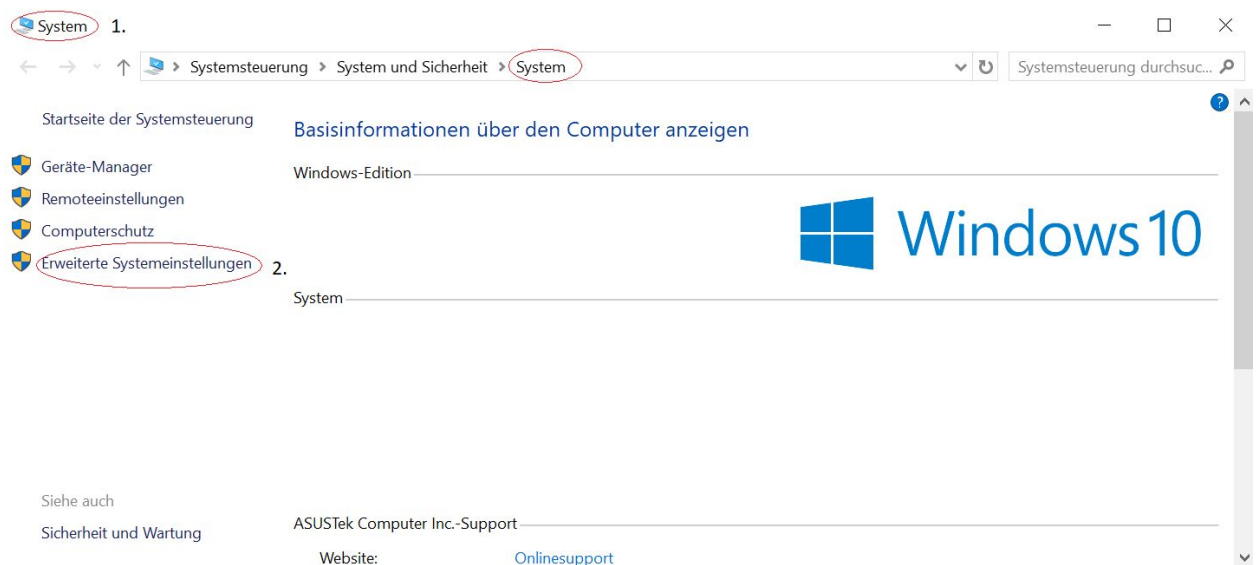 System 1.
Systemsteuerung System und Sicherheit System Systemsteuerung durchsuc...
Startseite der Systemsteuerung
Geräte-Manager
Remoteeinstellungen
Computerschutz
Erweiterte Systemeinstellungen 2.
Siehe auch
Sicherheit und Wartung
Basisinformationen über den Computer anzeigen
Windows-Edition
Windows 10
System
ASUSTek Computer Inc.-Support
Website: Onlinesupport